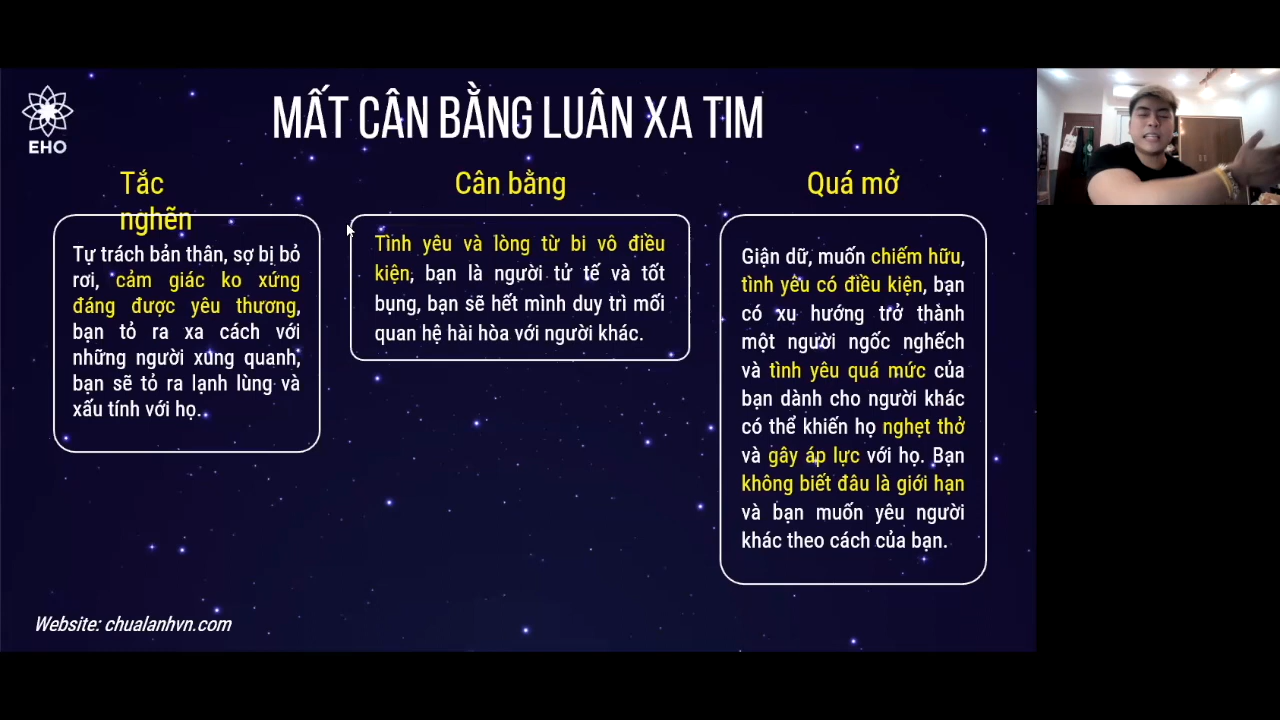 EHO
MẤT CÂN BẰNG LUÂN XA TIM
Tắc
nghẽn
Tự trách bản thân, sợ bị bỏ
rơi, cảm giác ko xứng
đáng được yêu thương,
bạn tỏ ra xa cách với
những người xung quanh,
bạn sẽ tỏ ra lạnh lùng và
xấu tính với họ.
Cân bằng
Tình yêu và lòng từ bi vô điều
kiện, bạn là người tử tế và tốt
bụng, bạn sẽ hết mình duy trì mối
quan hệ hài hòa với người khác.
Quá mở
Giận dữ, muốn chiếm hữu,
tình yêu có điều kiện, bạn
có xu hướng trở thành
một người ngốc nghếch
và tình yêu quá mức của
bạn dành cho người khác
có thể khiến họ nghẹt thở
và gây áp lực với họ. Bạn
không biết đâu là giới hạn
và bạn muốn yêu người
khác theo cách của bạn.
Website: chualanhvn.com